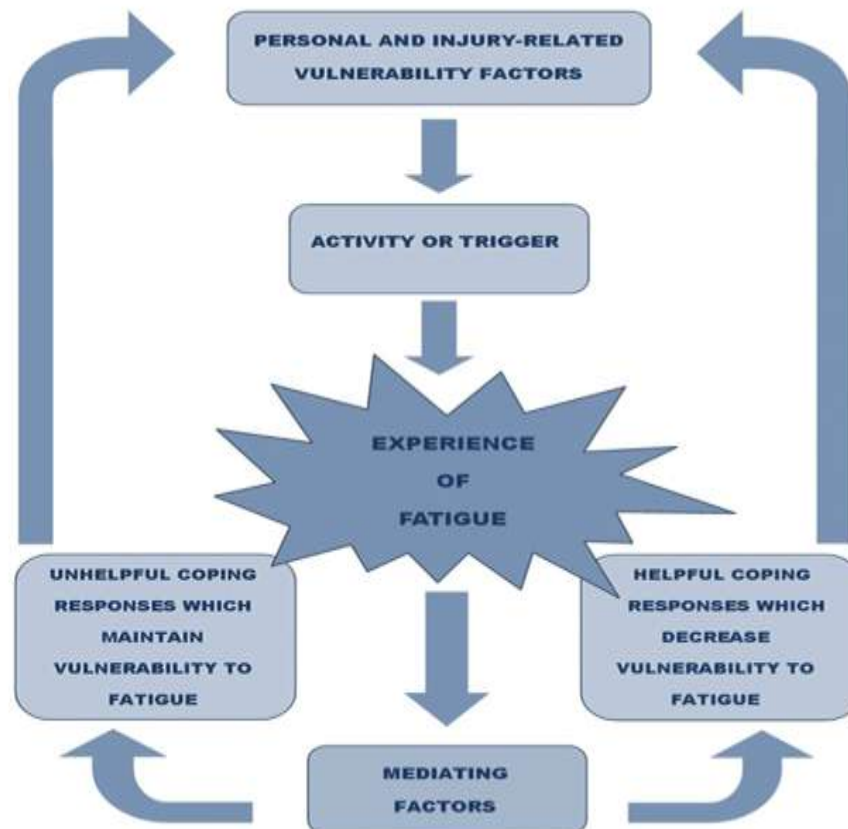 PERSONAL AND INJURY-RELATED
VULNERABILITY FACTORS
ACTIVITY OR TRIGGER
EXPERIENCE
OF
FATIGUE
UNHELPFUL COPING
RESPONSES WHICH
MAINTAIN
VULNERABILITY TO
FATIGUE
HELPFUL COPING
RESPONSES WHICH
DECREASE
VULNERABILITY TO
FATIGUE
MEDIATING
FACTORS